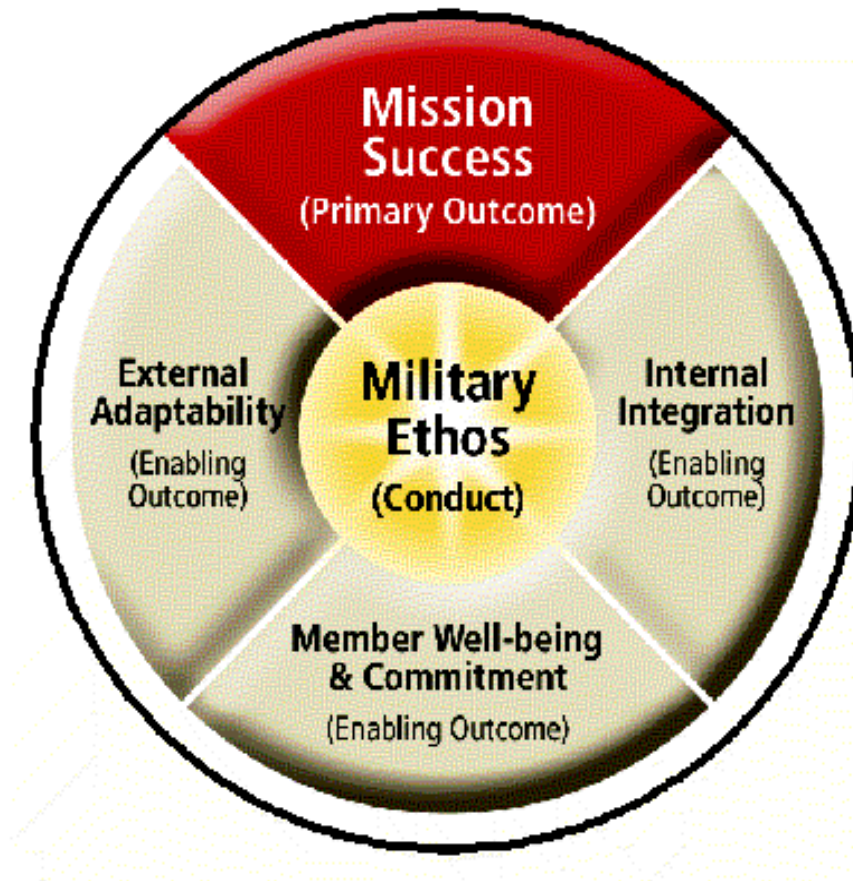 Mission
Success
(Primary Outcome)
External
Adaptability
(Enabling
Outcome)
Military
Ethos
(Conduct)
Internal
Integration
(Enabling
Outcome)
Member Well-being
& Commitment
(Enabling Outcome)